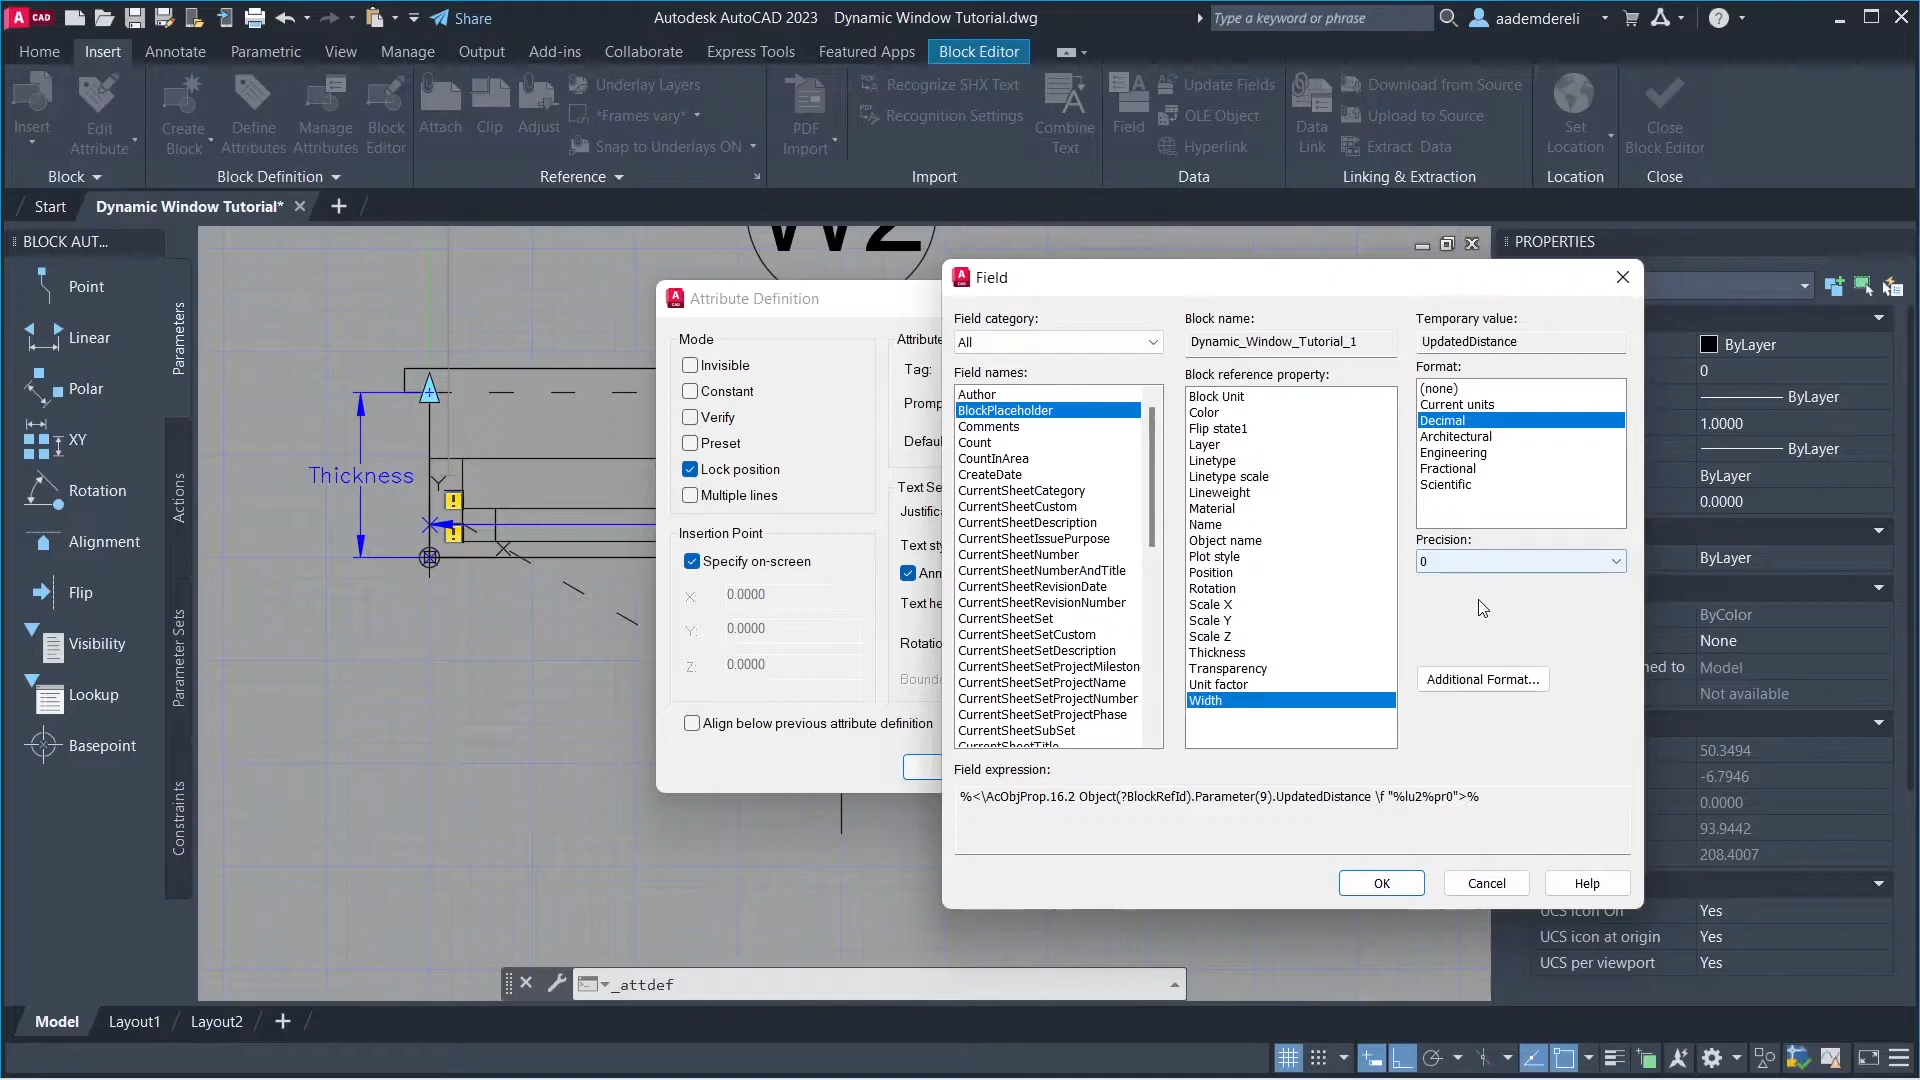 A CAD
Share
Autodesk AutoCAD 2023 Dynamic Window Tutorial.dwg
Type a keyword or phrase
aademdereli
Home Insert Annotate Parametric View Manage Output Add-ins Collaborate Express Tools Featured Apps Block Editor
Insert
Edit Attribute
Create Block
Define Attributes
Manage Attributes
Block Editor
Attach
Clip
Adjust
Underlay Layers
*Frames vary*
Snap to Underlays ON
PDF Import
Recognize SHX Text
Recognition Settings
Combine Text
Field
Update Fields
OLE Object
Hyperlink
Data Link
Download from Source
Upload to Source
Extract Data
Set Location
Close Block Editor
Block
Block Definition
Reference
Import
Data
Linking & Extraction
Location
Close
Start
Dynamic Window Tutorial*
BLOCK AUT...
Point
Linear
Polar
XY
Rotation
Alignment
Flip
Visibility
Lookup
Basepoint
Parameters
Actions
Parameter Sets
Constraints
W2
Thickness
Y
Attribute Definition
Mode
Invisible
Constant
Verify
Preset
Lock position
Multiple lines
Insertion Point
Specify on-screen
X: 0.0000
Y: 0.0000
Z: 0.0000
Align below previous attribute definition
Attribute
Tag:
Promp
Defaul
Text Se
Justifica
Text sty
Ann
Text he
Rotatio
Bounda
Field
Field category:
All
Field names:
Author
BlockPlaceholder
Comments
Count
CountInArea
CreateDate
CurrentSheetCategory
CurrentSheetCustom
CurrentSheetDescription
CurrentSheetIssuePurpose
CurrentSheetNumber
CurrentSheetNumberAndTitle
CurrentSheetRevisionDate
CurrentSheetRevisionNumber
CurrentSheetSet
CurrentSheetSetCustom
CurrentSheetSetDescription
CurrentSheetSetProjectMileston
CurrentSheetSetProjectName
CurrentSheetSetProjectNumber
CurrentSheetSetProjectPhase
CurrentSheetSubSet
CurrentSheetTitle
Block name:
Dynamic_Window_Tutorial_1
Block reference property:
Block Unit
Color
Flip state1
Layer
Linetype
Linetype scale
Lineweight
Material
Name
Object name
Plot style
Position
Rotation
Scale X
Scale Y
Scale Z
Thickness
Transparency
Unit factor
Width
Temporary value:
UpdatedDistance
Format:
(none)
Current units
Decimal
Architectural
Engineering
Fractional
Scientific
Precision:
0
Additional Format...
Field expression:
%<\AcObjProp.16.2 Object(?BlockRefId).Parameter(9).UpdatedDistance \f "%lu2%pr0">%
OK
Cancel
Help
PROPERTIES
ByLayer
0
ByLayer
1.0000
ByLayer
ByLayer
0.0000
ByLayer
ByColor
None
ned to Model
Not available
50.3494
-6.7946
0.0000
93.9442
208.4007
UCS icon On Yes
UCS icon at origin Yes
UCS per viewport Yes
_attdef
Model
Layout1
Layout2